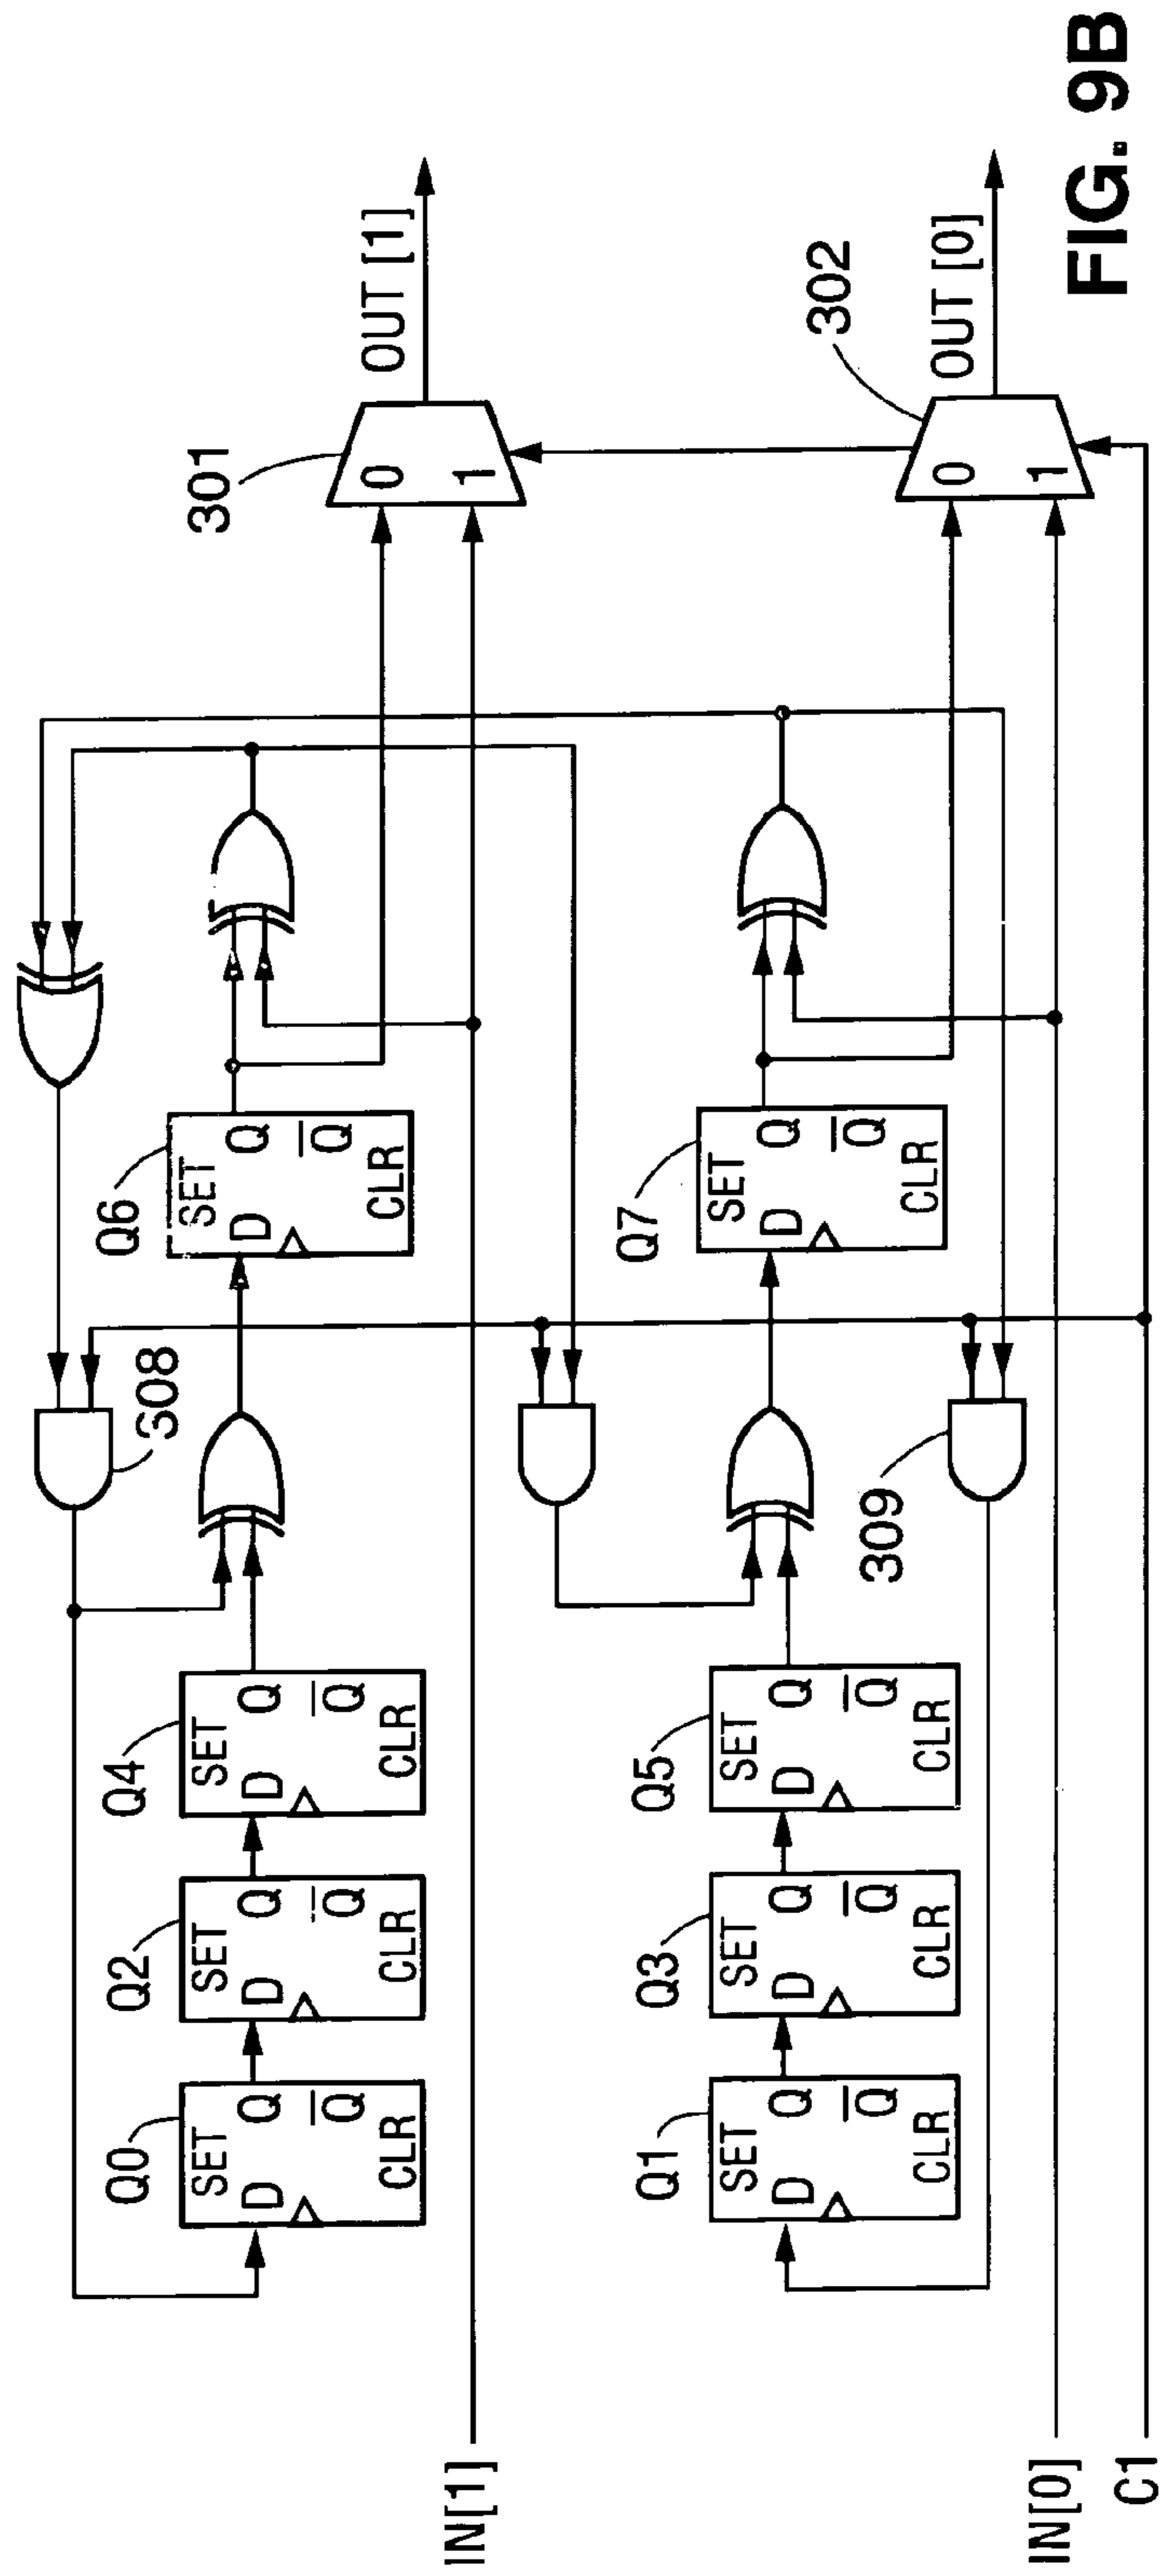 Q0 Q2 Q4 308 Q6 301
SET SET SET SET
D Q D Q D Q D Q
Q̅ Q̅ Q̅ Q̅
CLR CLR CLR CLR
0 OUT [1]
IN[1] 1
Q1 Q3 Q5 Q7
SET SET SET SET
D Q D Q D Q D Q
Q̅ Q̅ Q̅ Q̅
CLR CLR CLR CLR
309 302
0 OUT [0]
IN[0] 1
C1
FIG. 9B